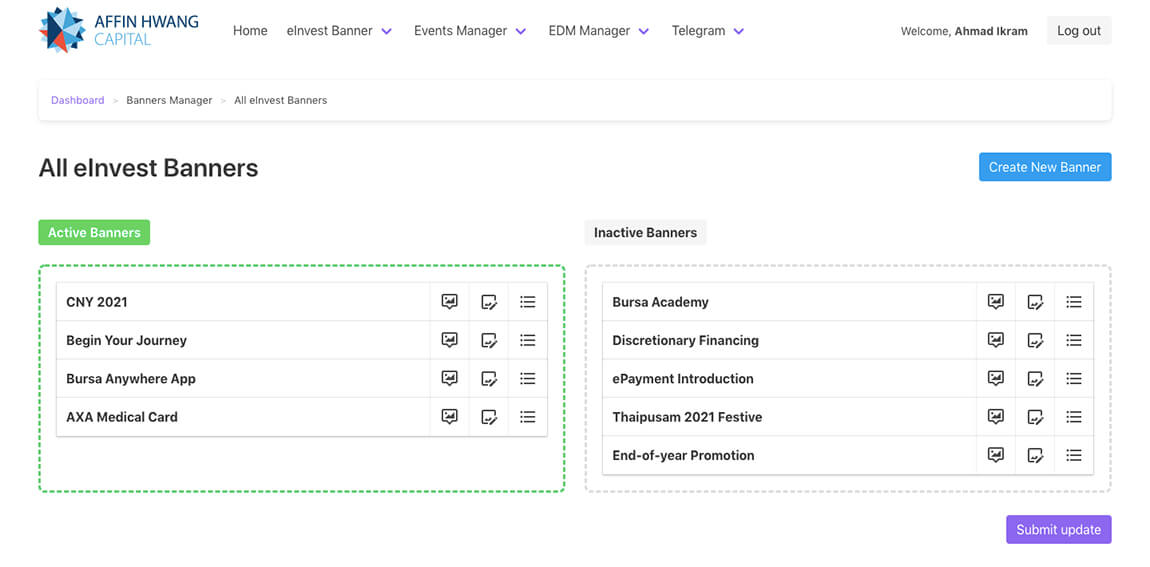 AFFIN HWANG
CAPITAL
Home eInvest Banner Events Manager EDM Manager Telegram Welcome, Ahmad Ikram Log out
Dashboard > Banners Manager > All eInvest Banners
All eInvest Banners
Create New Banner
Active Banners
CNY 2021
Begin Your Journey
Bursa Anywhere App
AXA Medical Card
Inactive Banners
Bursa Academy
Discretionary Financing
ePayment Introduction
Thaipusam 2021 Festive
End-of-year Promotion
Submit update